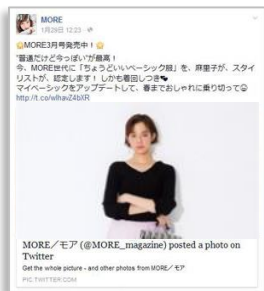 MORE
1月28日 12:23
MORE3月号発売中！
"普通だけど今っぽい"が最高！
今、MORE世代に「ちょうどいいベーシック服」を、麻里子が、スタイ
リストが、認定します！ しかも着回しつき
マイベーシックをアップデートして、春までおしゃれに乗り切って
http://t.co/wlhavZ4bXR
MORE／モア (@MORE_magazine) posted a photo on
Twitter
Get the whole picture - and other photos from MORE／モア
PIC.TWITTER.COM